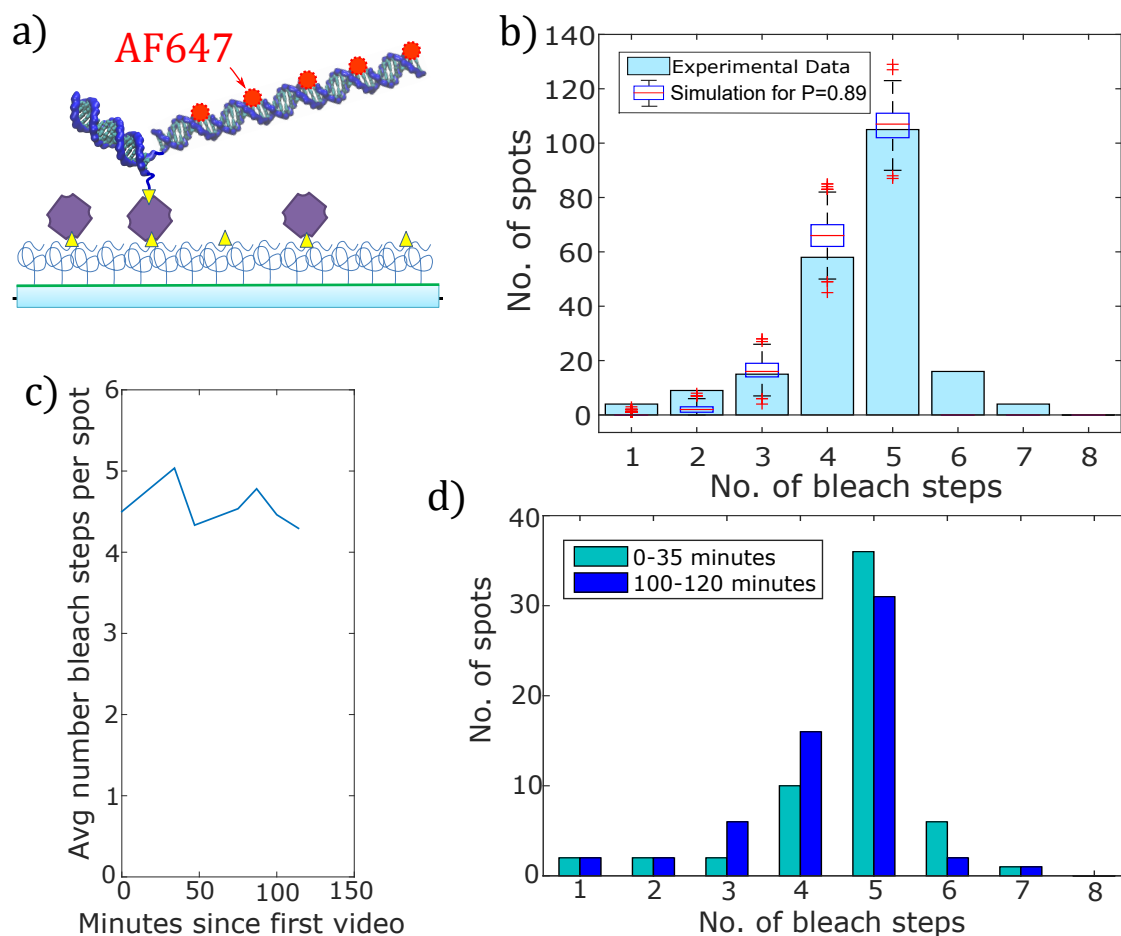 a)
AF647
b)
No. of spots
140
120
100
80
60
40
20
0
Experimental Data
Simulation for P=0.89
1 2 3 4 5 6 7 8
No. of bleach steps
c)
Avg number bleach steps per spot
6
5
4
3
2
1
0
0 50 100 150
Minutes since first video
d)
No. of spots
40
30
20
10
0
0-35 minutes
100-120 minutes
1 2 3 4 5 6 7 8
No. of bleach steps